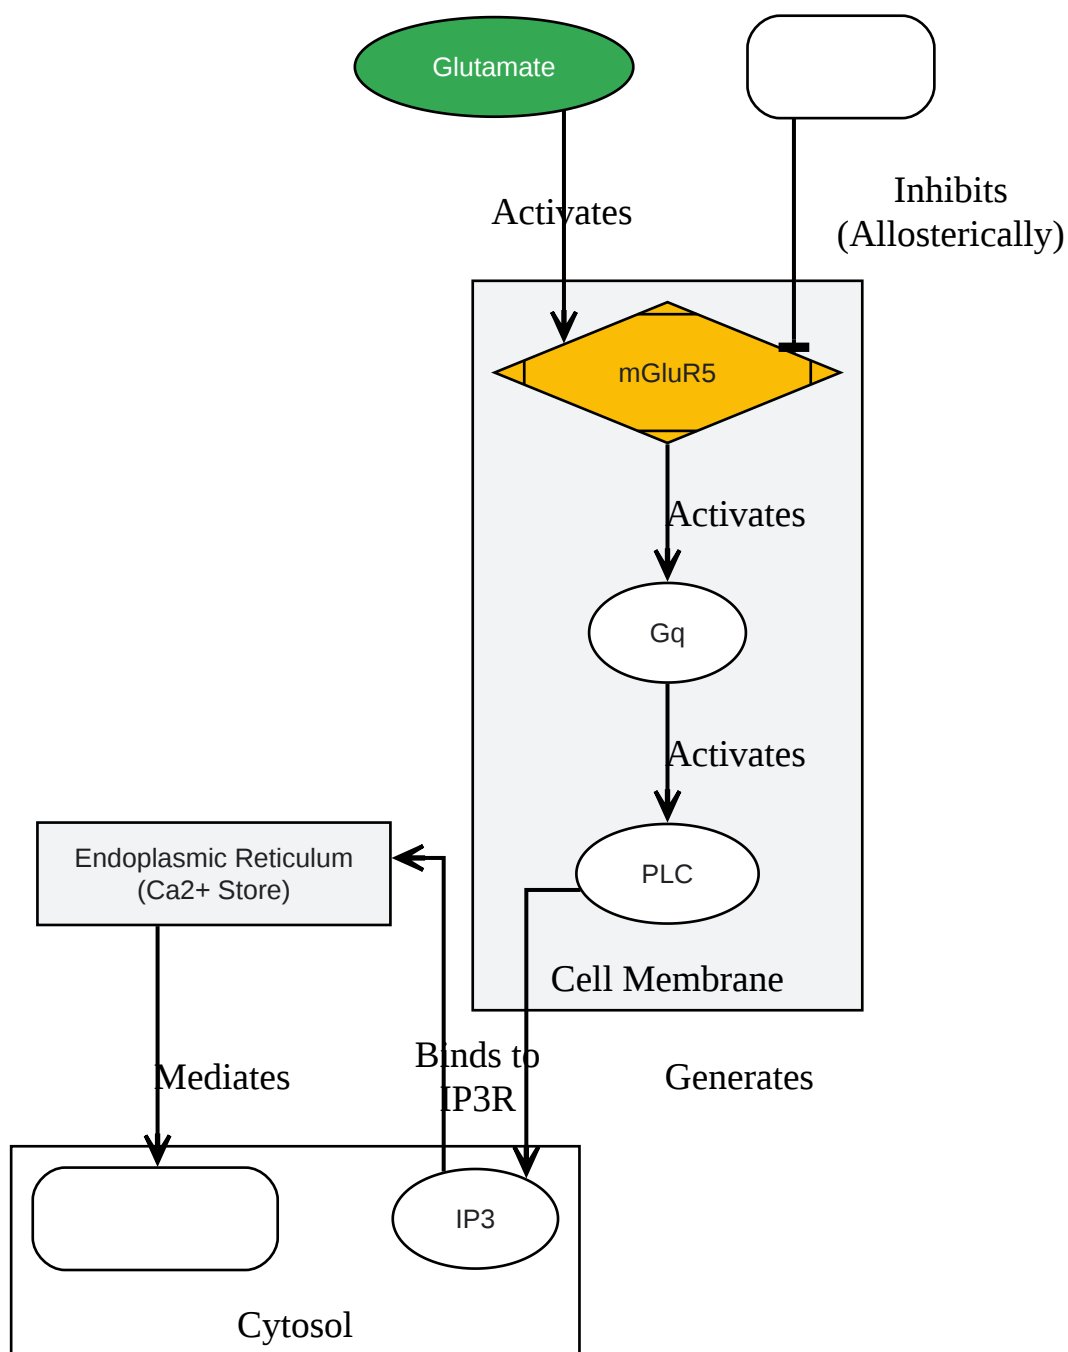 Glutamate
Activates
Inhibits
(Allosterically)
mGluR5
Activates
Gq
Activates
PLC
Endoplasmic Reticulum
(Ca2+ Store)
Cell Membrane
Binds to
IP3R
Generates
Mediates
IP3
Cytosol